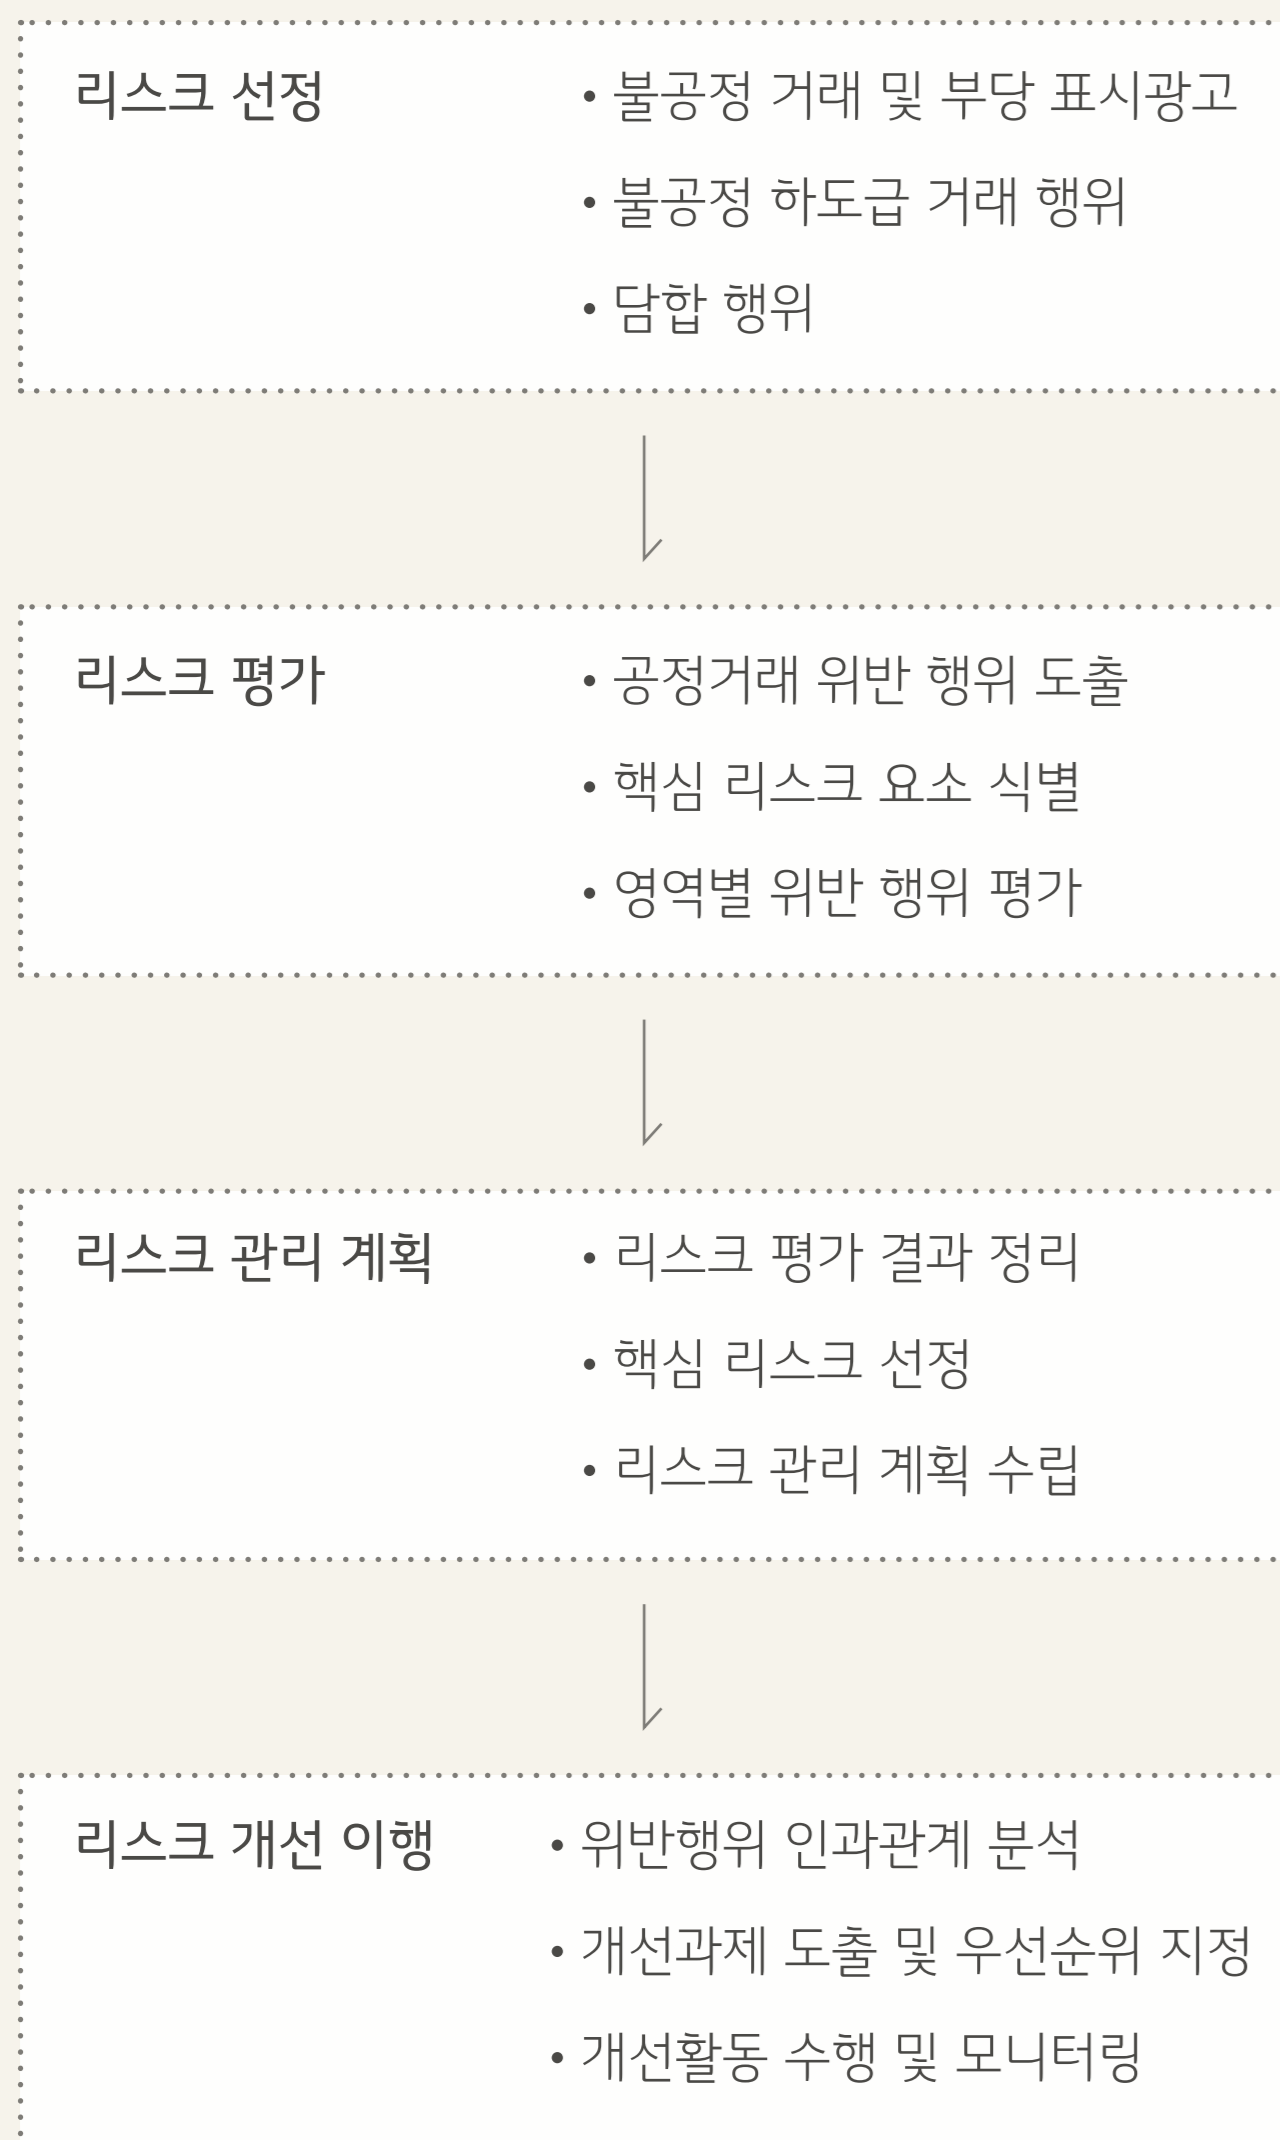 리스크 선정
• 불공정 거래 및 부당 표시광고
• 불공정 하도급 거래 행위
• 담합 행위
리스크 평가
• 공정거래 위반 행위 도출
• 핵심 리스크 요소 식별
• 영역별 위반 행위 평가
리스크 관리 계획
• 리스크 평가 결과 정리
• 핵심 리스크 선정
• 리스크 관리 계획 수립
리스크 개선 이행
• 위반행위 인과관계 분석
• 개선과제 도출 및 우선순위 지정
• 개선활동 수행 및 모니터링